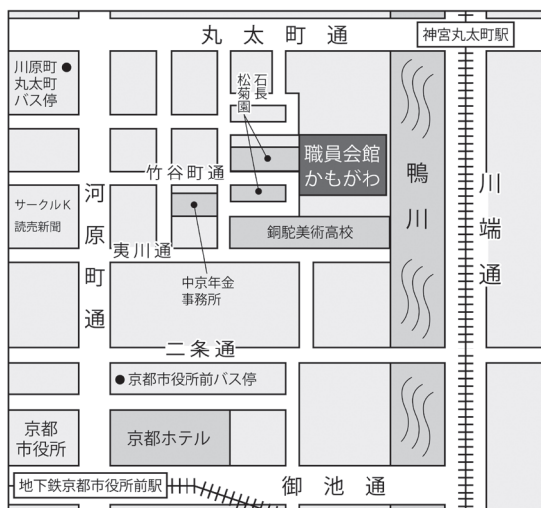 丸太町通
神宮丸太町駅
川原町
丸太町
バス停
石長
松菊園
職員会館
かもがわ
竹谷町通
鴨川
川端通
河原町通
サークルK
読売新聞
銅駝美術高校
夷川通
中京年金
事務所
二条通
京都市役所前バス停
京都
市役所
京都ホテル
地下鉄京都市役所前駅
御池通